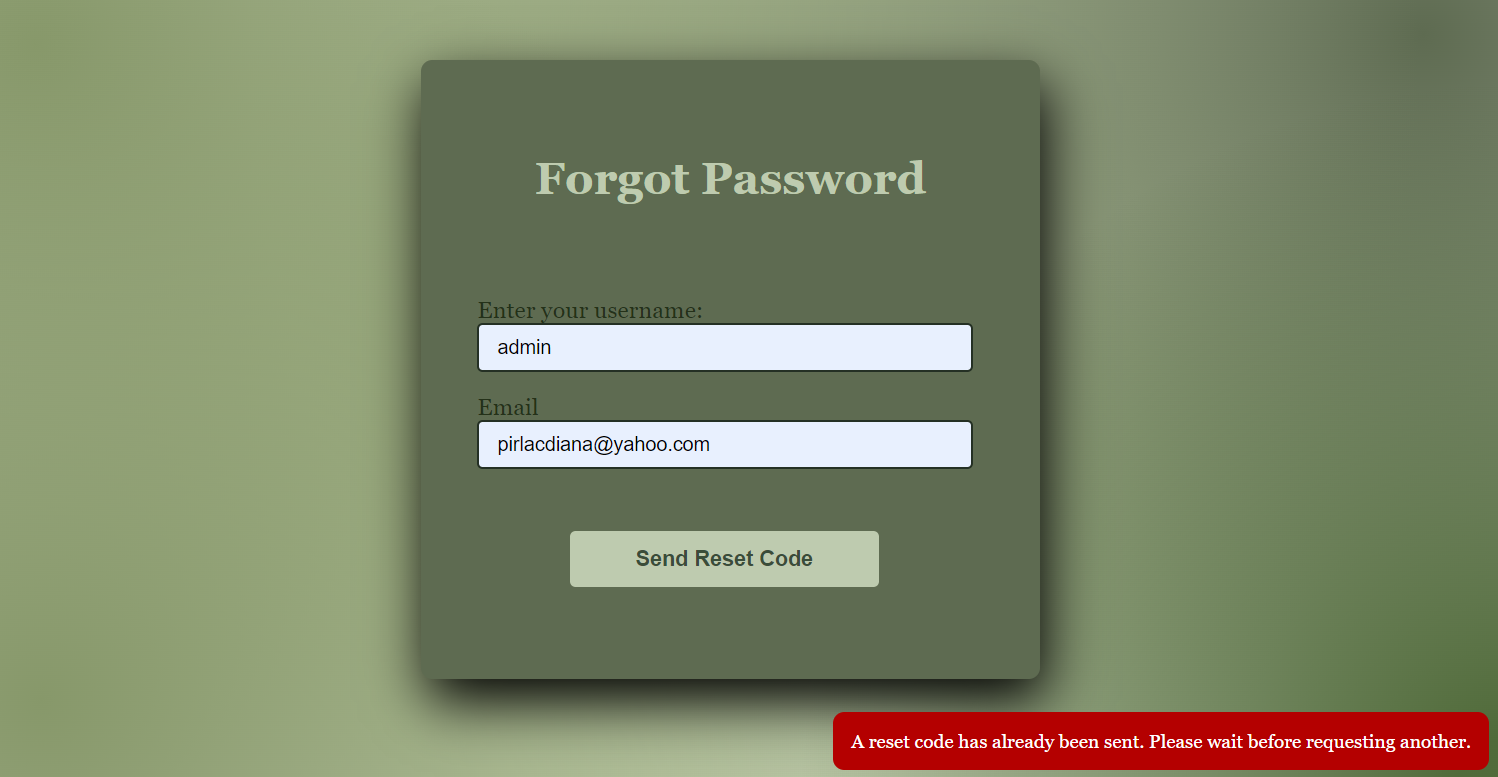 Forgot Password
Enter your username:
admin
Email
pirlacdiana@yahoo.com
Send Reset Code
A reset code has already been sent. Please wait before requesting another.